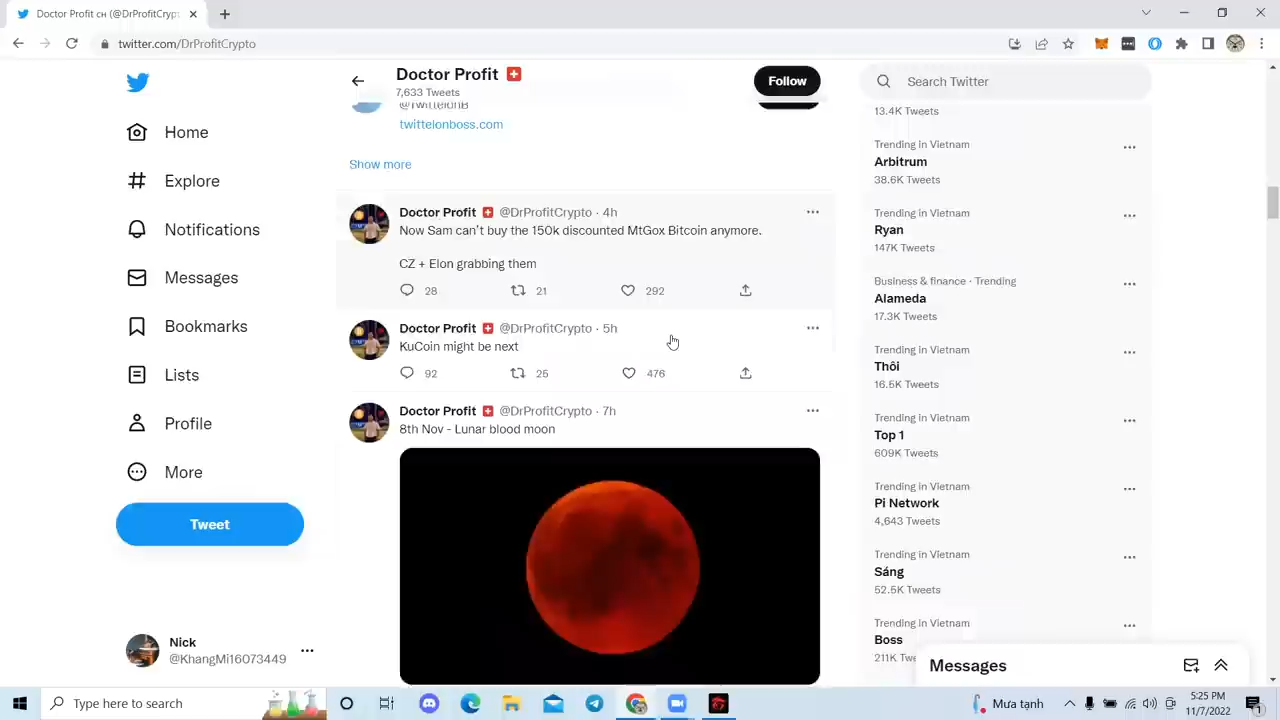 Doctor Profit CH (@DrProfitCryp
twitter.com/DrProfitCrypto
Home
Explore
Notifications
Messages
Bookmarks
Lists
Profile
More
Tweet
Nick
@KhangMi16073449
Doctor Profit
7,633 Tweets
Follow
@TwittelonB
twittelonboss.com
Show more
Doctor Profit @DrProfitCrypto · 4h
Now Sam can't buy the 150k discounted MtGox Bitcoin anymore.
CZ + Elon grabbing them
28 21 292
Doctor Profit @DrProfitCrypto · 5h
KuCoin might be next
92 25 476
Doctor Profit @DrProfitCrypto · 7h
8th Nov - Lunar blood moon
Search Twitter
13.4K Tweets
Trending in Vietnam
Arbitrum
38.6K Tweets
Trending in Vietnam
Ryan
147K Tweets
Business & finance · Trending
Alameda
17.3K Tweets
Trending in Vietnam
Thôi
16.5K Tweets
Trending in Vietnam
Top 1
609K Tweets
Trending in Vietnam
Pi Network
4,643 Tweets
Trending in Vietnam
Sáng
52.5K Tweets
Trending in Vietnam
Boss
211K Twe
Messages
Type here to search
Mưa tạnh
5:25 PM
11/7/2022
1